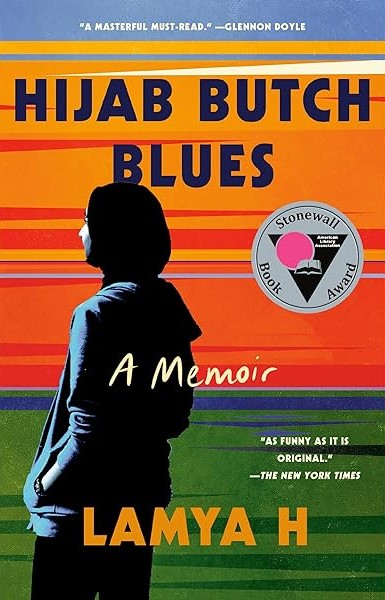 "A MASTERFUL MUST-READ." —GLENNON DOYLE
HIJAB BUTCH
BLUES
Stonewall
American
Library
Association
Book
Award
A Memoir
"AS FUNNY AS IT IS
ORIGINAL."
—THE NEW YORK TIMES
LAMYA H